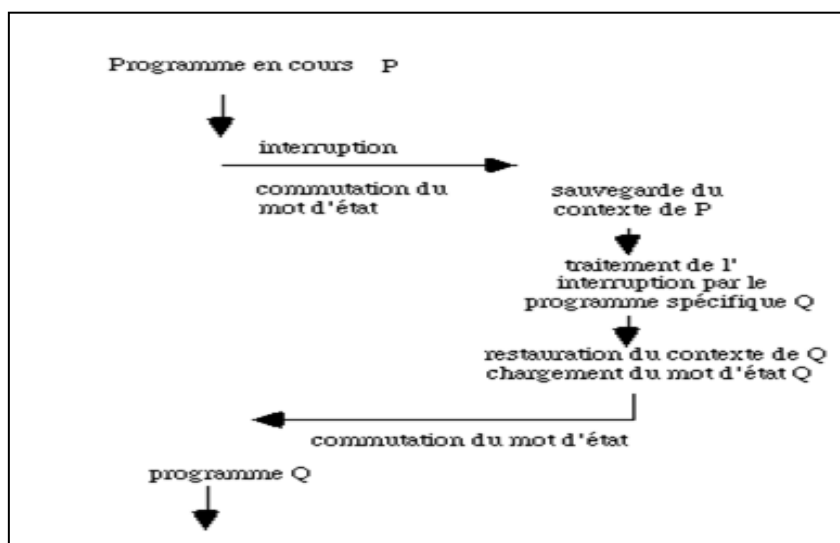 Programme en cours P
interruption
commutation du
mot d'état
sauvegarde du
contexte de P
traitement de l'
interruption par le
programme spécifique Q
restauration du contexte de Q
chargement du mot d'état Q
commutation du mot d'état
programme Q